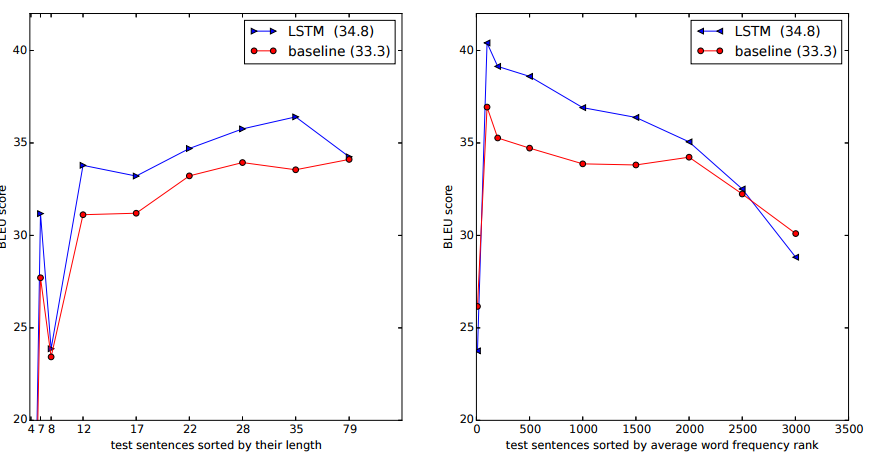 LSTM (34.8)
baseline (33.3)
40
35
30
25
20
BLEU score
4 7 8 12 17 22 28 35 79
test sentences sorted by their length
LSTM (34.8)
baseline (33.3)
40
35
30
25
20
BLEU score
0 500 1000 1500 2000 2500 3000 3500
test sentences sorted by average word frequency rank